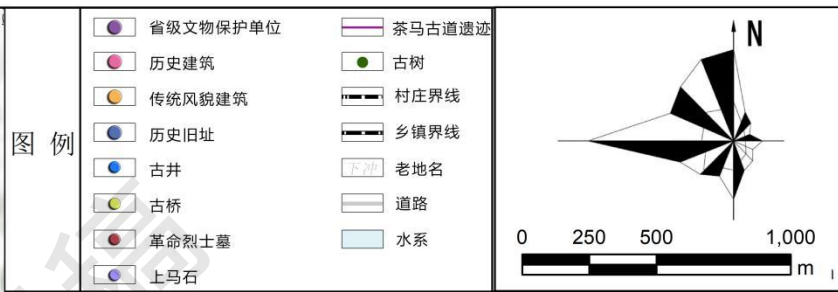 图 例
省级文物保护单位
历史建筑
传统风貌建筑
历史旧址
古井
古桥
革命烈士墓
上马石
茶马古道遗迹
古树
村庄界线
乡镇界线
下冲 老地名
道路
水系
N
0 250 500 1,000
m